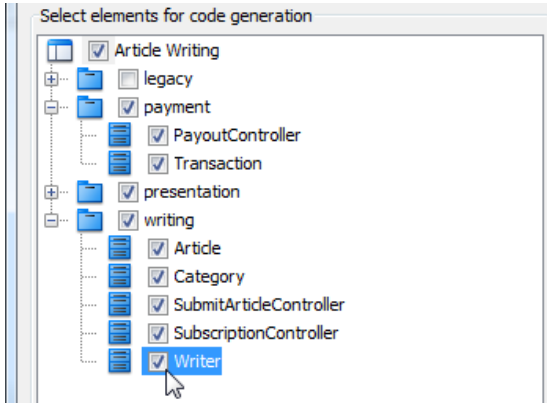 Select elements for code generation
Article Writing
legacy
payment
PayoutController
Transaction
presentation
writing
Article
Category
SubmitArticleController
SubscriptionController
Writer